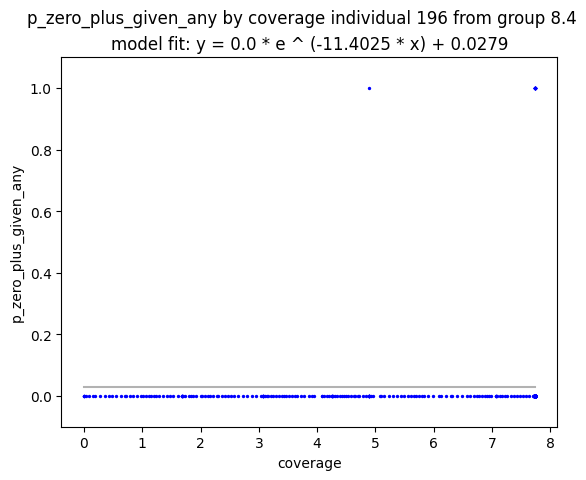 p_zero_plus_given_any by coverage individual 196 from group 8.4
model fit: y = 0.0 * e ^ (-11.4025 * x) + 0.0279
1.0
0.8
0.6
0.4
0.2
0.0
p_zero_plus_given_any
0 1 2 3 4 5 6 7 8
coverage